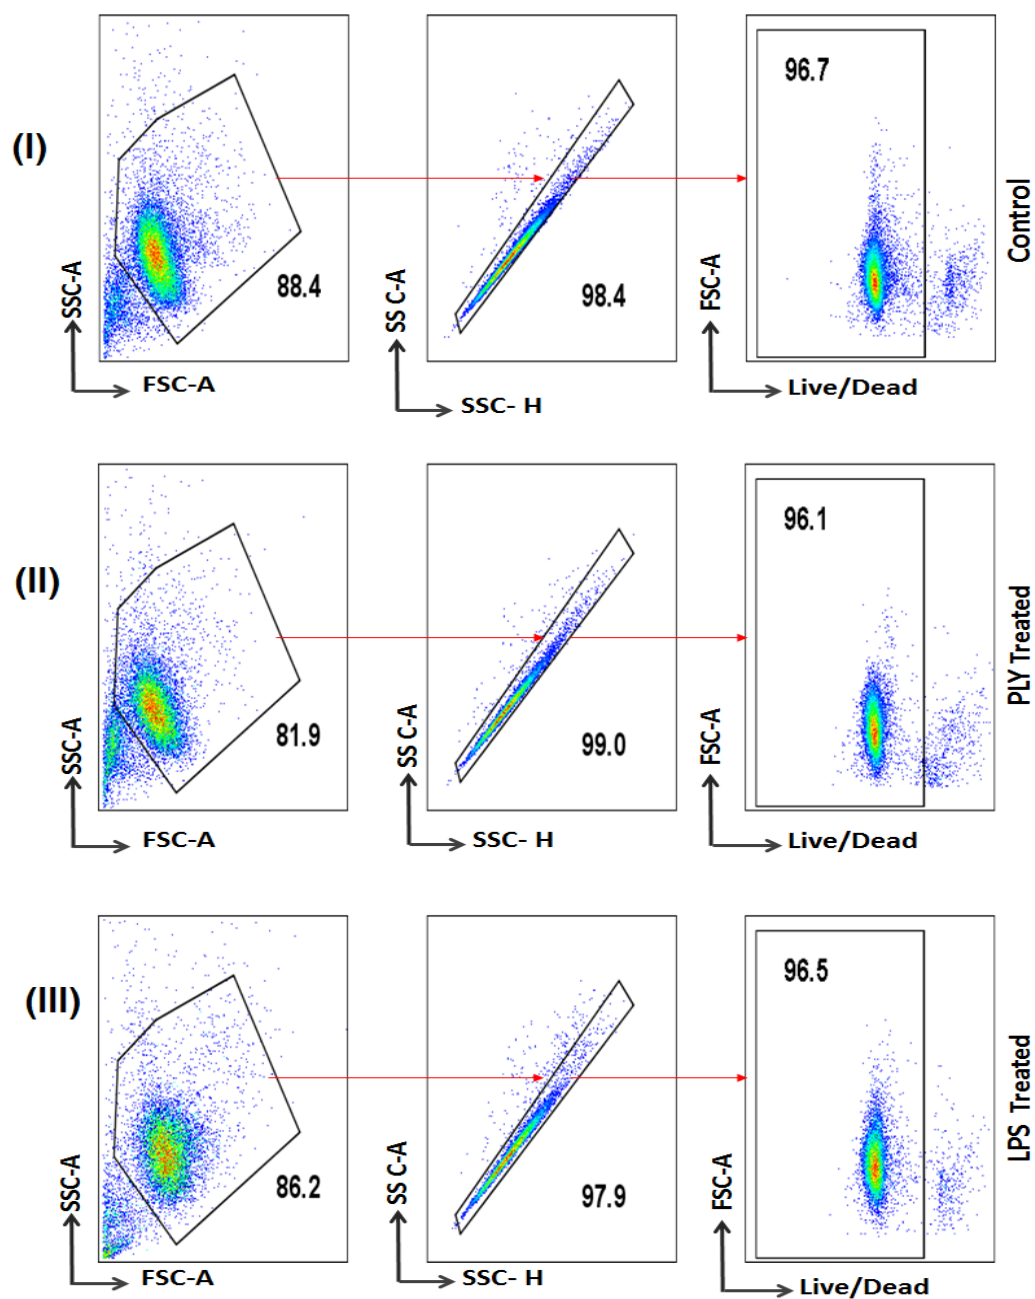 (I)
SSC-A
88.4
FSC-A
SS C-A
98.4
SSC- H
96.7
FSC-A
Live/Dead
Control
(II)
SSC-A
81.9
FSC-A
SS C-A
99.0
SSC- H
96.1
FSC-A
Live/Dead
PLY Treated
(III)
SSC-A
86.2
FSC-A
SS C-A
97.9
SSC- H
96.5
FSC-A
Live/Dead
LPS Treated